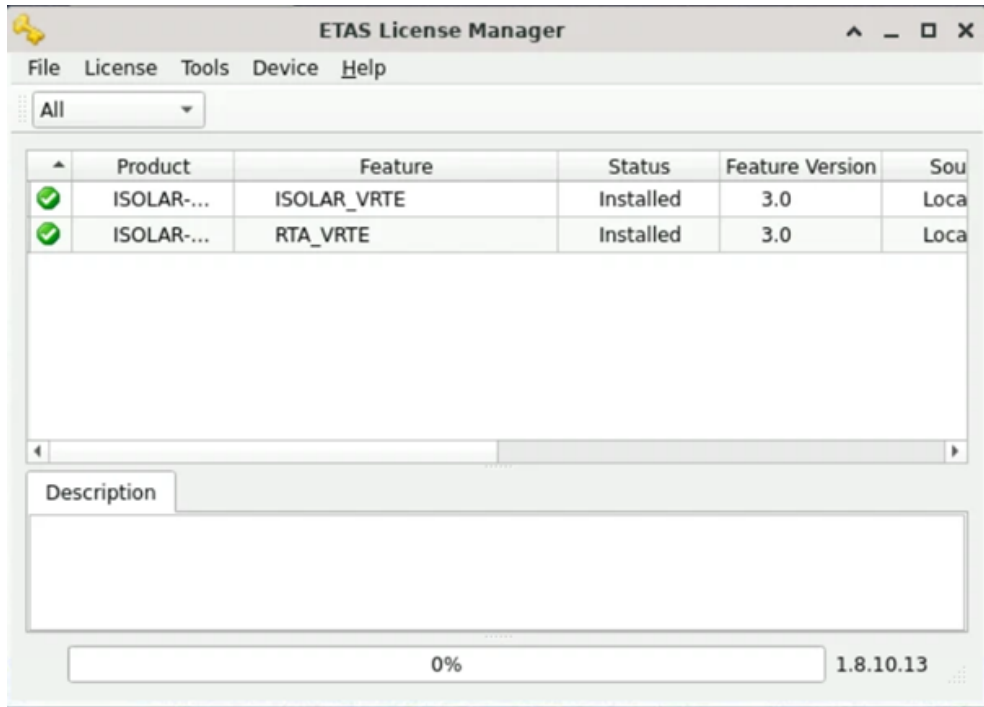 ETAS License Manager
File License Tools Device Help
All
Product Feature Status Feature Version Sou
ISOLAR-... ISOLAR_VRTE Installed 3.0 Loca
ISOLAR-... RTA_VRTE Installed 3.0 Loca
Description
0% 1.8.10.13